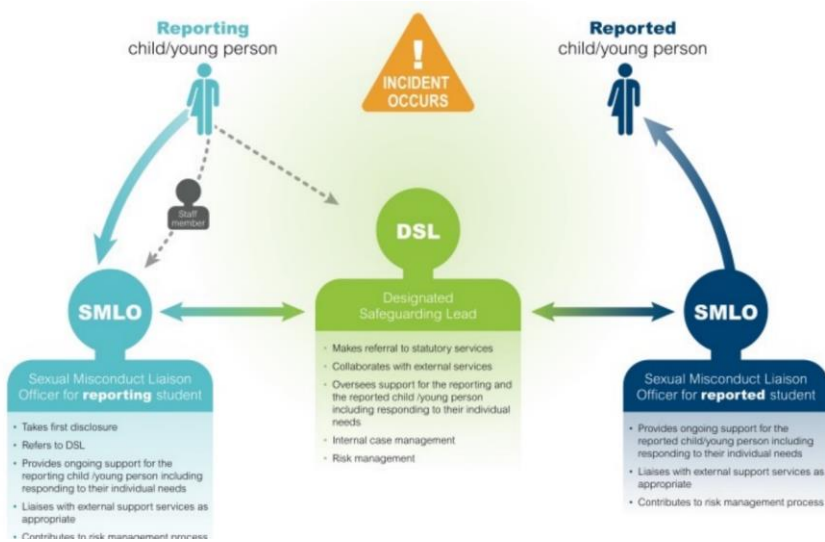 Reporting
child/young person
!
INCIDENT
OCCURS
Reported
child/young person
Staff
member
DSL
Designated
Safeguarding Lead
• Makes referral to statutory services
• Collaborates with external services
• Oversees support for the reporting and
the reported child /young person
including responding to their individual
needs
• Internal case management
• Risk management
SMLO
Sexual Misconduct Liaison
Officer for reporting student
• Takes first disclosure
• Refers to DSL
• Provides ongoing support for the
reporting child /young person including
responding to their individual needs
• Liaises with external support services as
appropriate
• Contributes to risk management process
SMLO
Sexual Misconduct Liaison
Officer for reported student
• Provides ongoing support for the
reported child/young person including
responding to their individual needs
• Liaises with external support services as
appropriate
• Contributes to risk management process